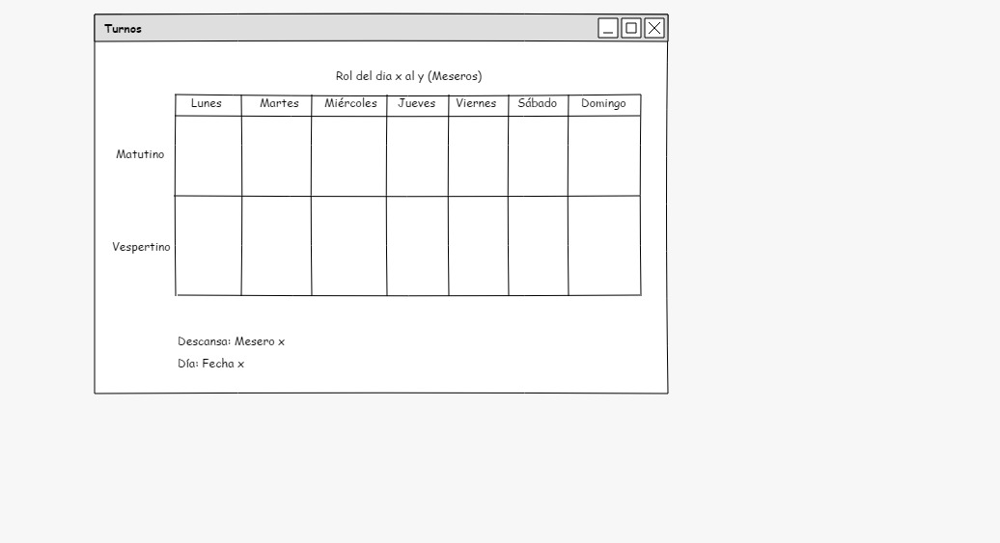 Turnos
Rol del dia x al y (Meseros)
Lunes Martes Miércoles Jueves Viernes Sábado Domingo
Matutino
Vespertino
Descansa: Mesero x
Día: Fecha x